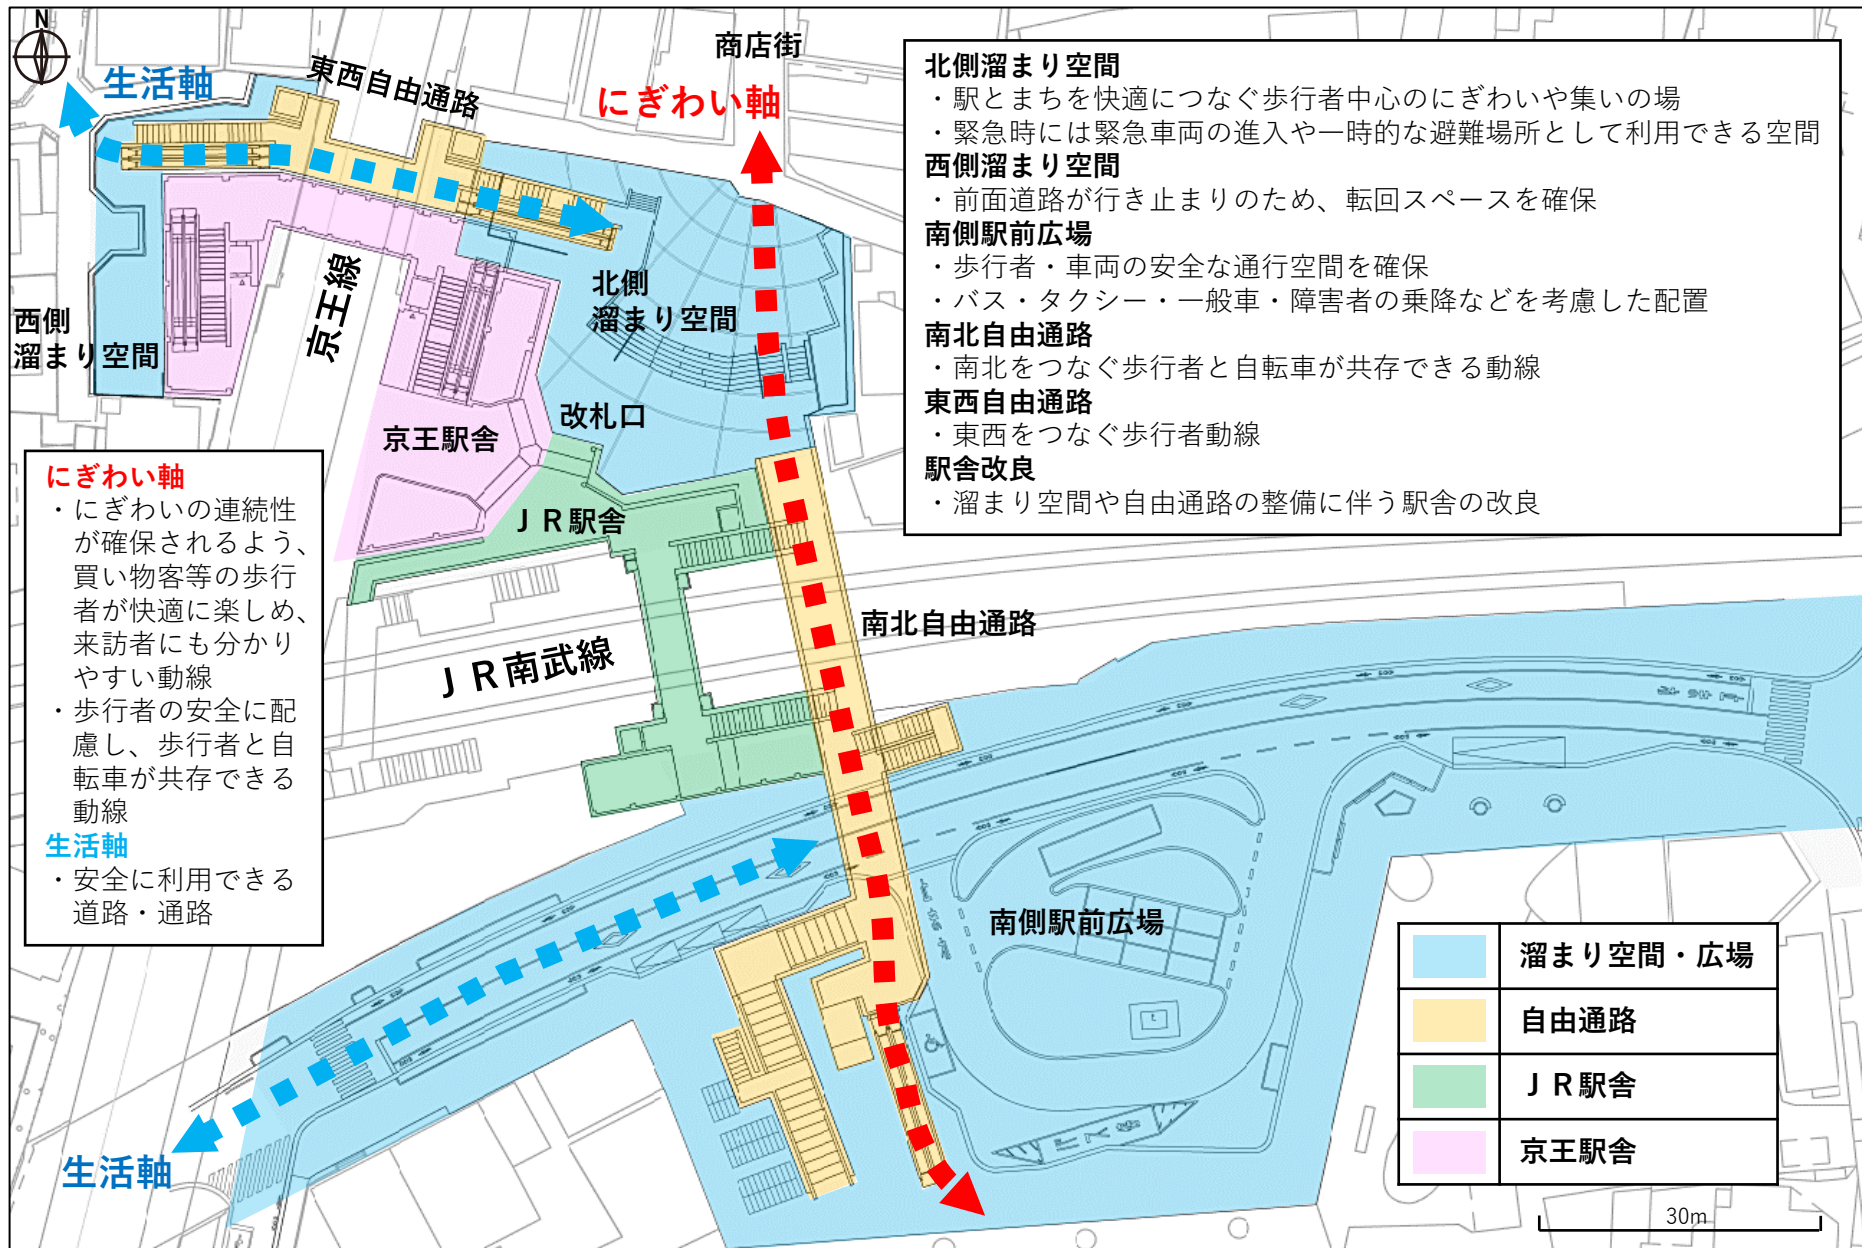 N
生活軸
東西自由通路
商店街
にぎわい軸
北側溜まり空間
・駅とまちを快適につなぐ歩行者中心のにぎわいや集いの場
・緊急時には緊急車両の進入や一時的な避難場所として利用できる空間
西側溜まり空間
・前面道路が行き止まりのため、転回スペースを確保
南側駅前広場
・歩行者・車両の安全な通行空間を確保
・バス・タクシー・一般車・障害者の乗降などを考慮した配置
南北自由通路
・南北をつなぐ歩行者と自転車が共存できる動線
東西自由通路
・東西をつなぐ歩行者動線
駅舎改良
・溜まり空間や自由通路の整備に伴う駅舎の改良
京王線
北側
溜まり空間
西側
溜まり空間
改札口
京王駅舎
ＪＲ駅舎
にぎわい軸
・にぎわいの連続性
が確保されるよう、
買い物客等の歩行
者が快適に楽しめ、
来訪者にも分かり
やすい動線
・歩行者の安全に配
慮し、歩行者と自
転車が共存できる
動線
生活軸
・安全に利用できる
道路・通路
南北自由通路
ＪＲ南武線
南側駅前広場
生活軸
溜まり空間・広場
自由通路
ＪＲ駅舎
京王駅舎
30m